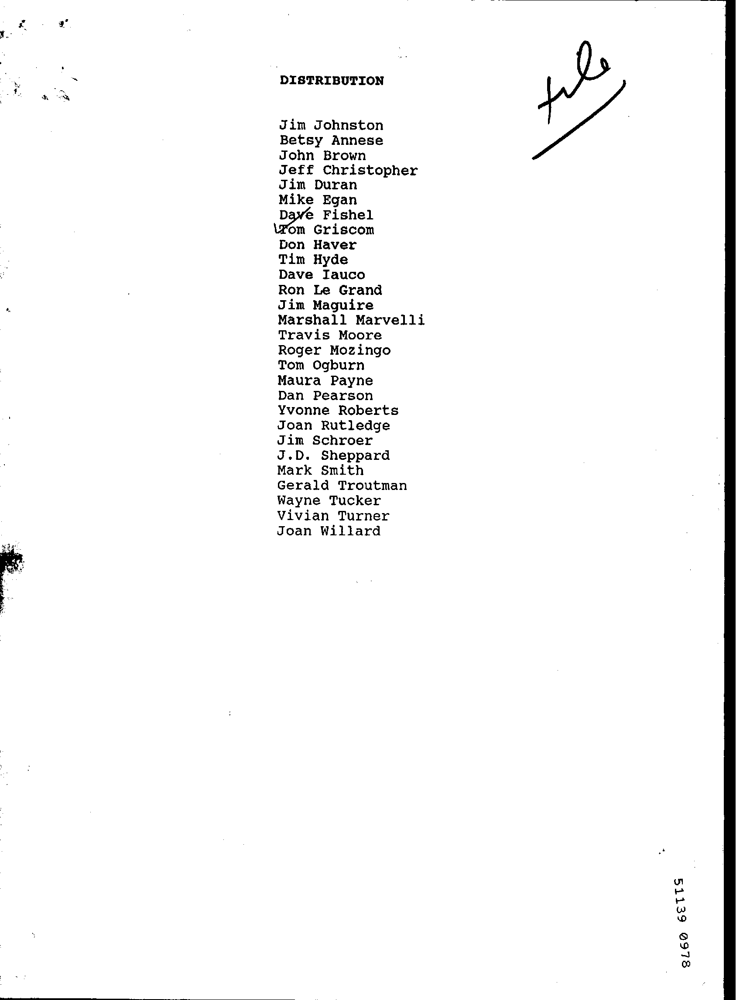 file
DISTRIBUTION
Jim Johnston
Betsy Annese
John Brown
Jeff Christopher
Jim Duran
Mike Egan
Dave Fishel
Tom Griscom
Don Haver
Tim Hyde
Dave Iauco
Ron Le Grand
Jim Maguire
Marshall Marvelli
Travis Moore
Roger Mozingo
Tom Ogburn
Maura Payne
Dan Pearson
Yvonne Roberts
Joan Rutledge
Jim Schroer
J.D. Sheppard
Mark Smith
Gerald Troutman
Wayne Tucker
Vivian Turner
Joan Willard
51139 0978